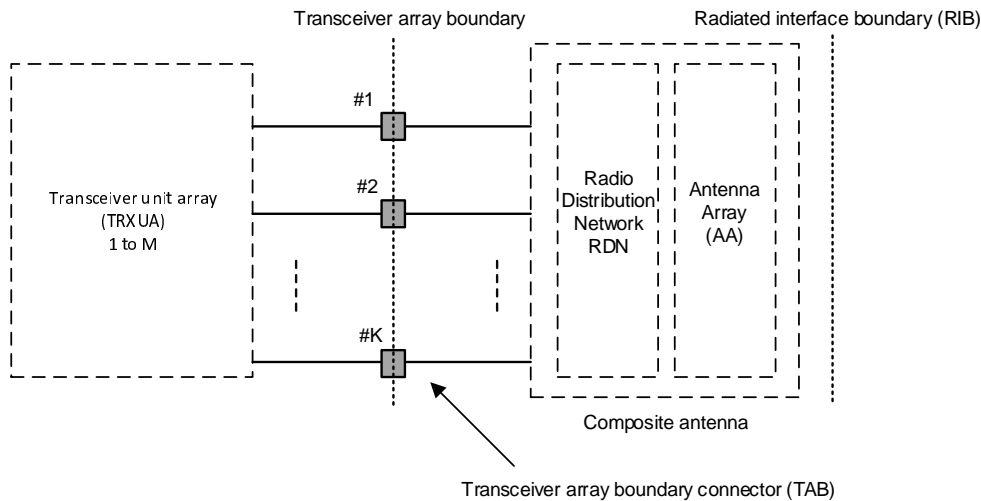 Transceiver array boundary
Radiated interface boundary (RIB)
#1
#2
#K
Transceiver unit array
(TRXUA)
1 to M
Radio
Distribution
Network
RDN
Antenna
Array
(AA)
Composite antenna
Transceiver array boundary connector (TAB)